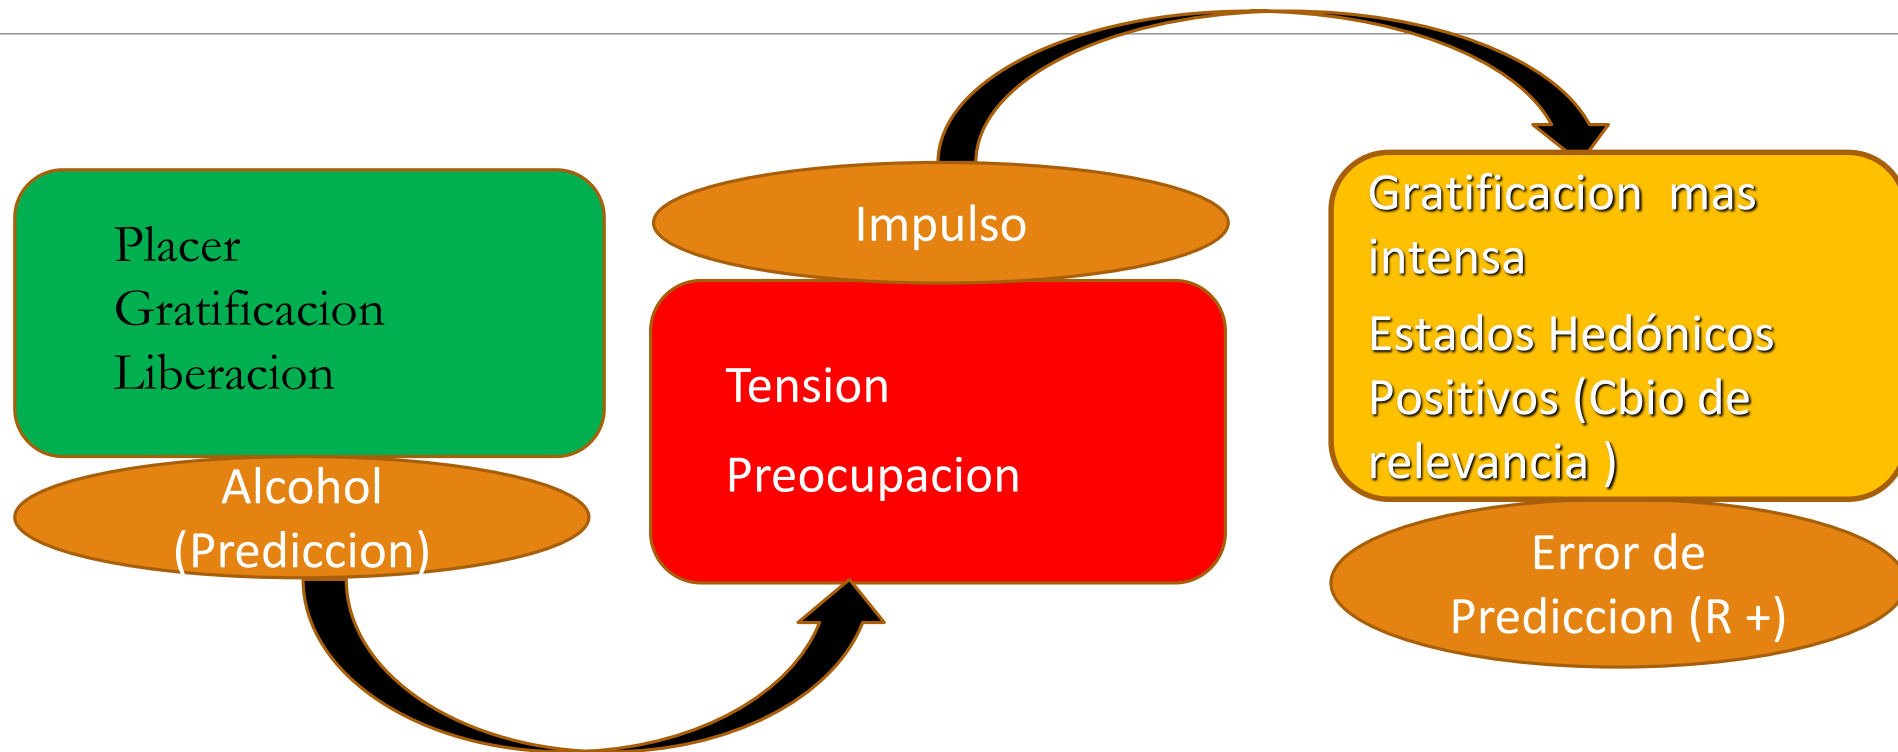 Placer
Gratificacion
Liberacion
Alcohol
(Prediccion)
Impulso
Tension
Preocupacion
Gratificacion  mas
intensa
Estados Hedónicos
Positivos (Cbio de
relevancia )
Error de
Prediccion (R +)